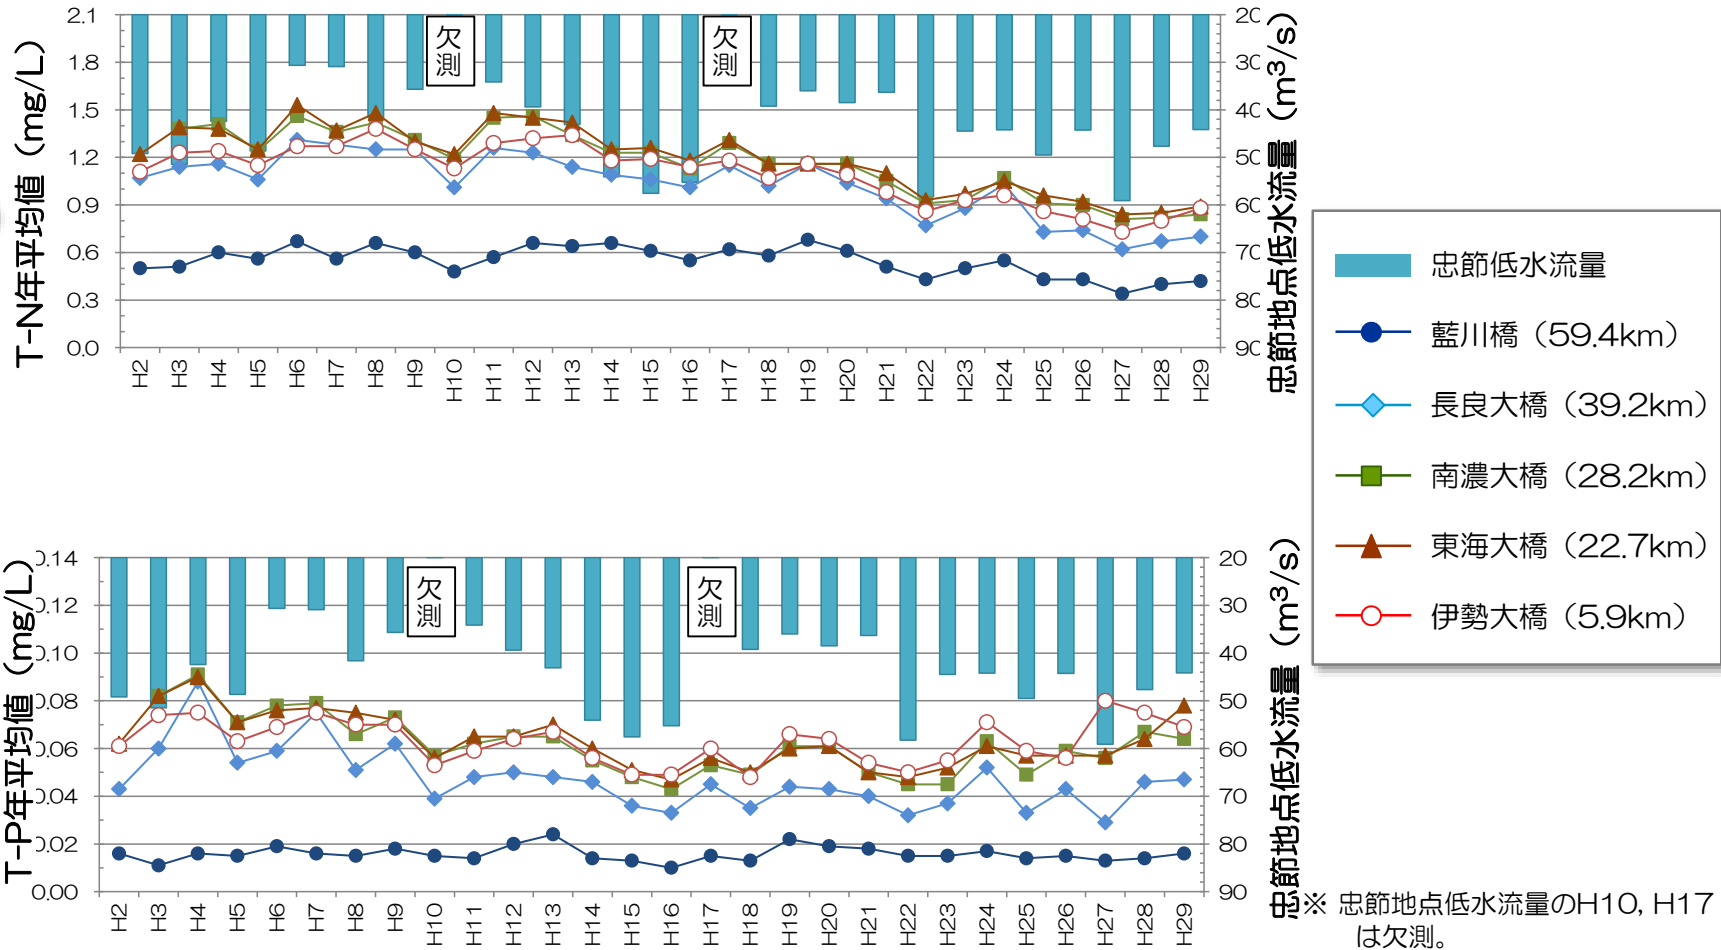 T-N年平均値（mg/L）
2.1
1.8
1.5
1.2
0.9
0.6
0.3
0.0
欠測
欠測
20
30
40
50
60
70
80
90
忠節地点低水流量（m³/s）
H2 H3 H4 H5 H6 H7 H8 H9 H10 H11 H12 H13 H14 H15 H16 H17 H18 H19 H20 H21 H22 H23 H24 H25 H26 H27 H28 H29
忠節低水流量
藍川橋（59.4km）
長良大橋（39.2km）
南濃大橋（28.2km）
東海大橋（22.7km）
伊勢大橋（5.9km）
T-P年平均値（mg/L）
0.14
0.12
0.10
0.08
0.06
0.04
0.02
0.00
欠測
欠測
20
30
40
50
60
70
80
90
忠節地点低水流量（m³/s）
H2 H3 H4 H5 H6 H7 H8 H9 H10 H11 H12 H13 H14 H15 H16 H17 H18 H19 H20 H21 H22 H23 H24 H25 H26 H27 H28 H29
※ 忠節地点低水流量のH10, H17
は欠測。